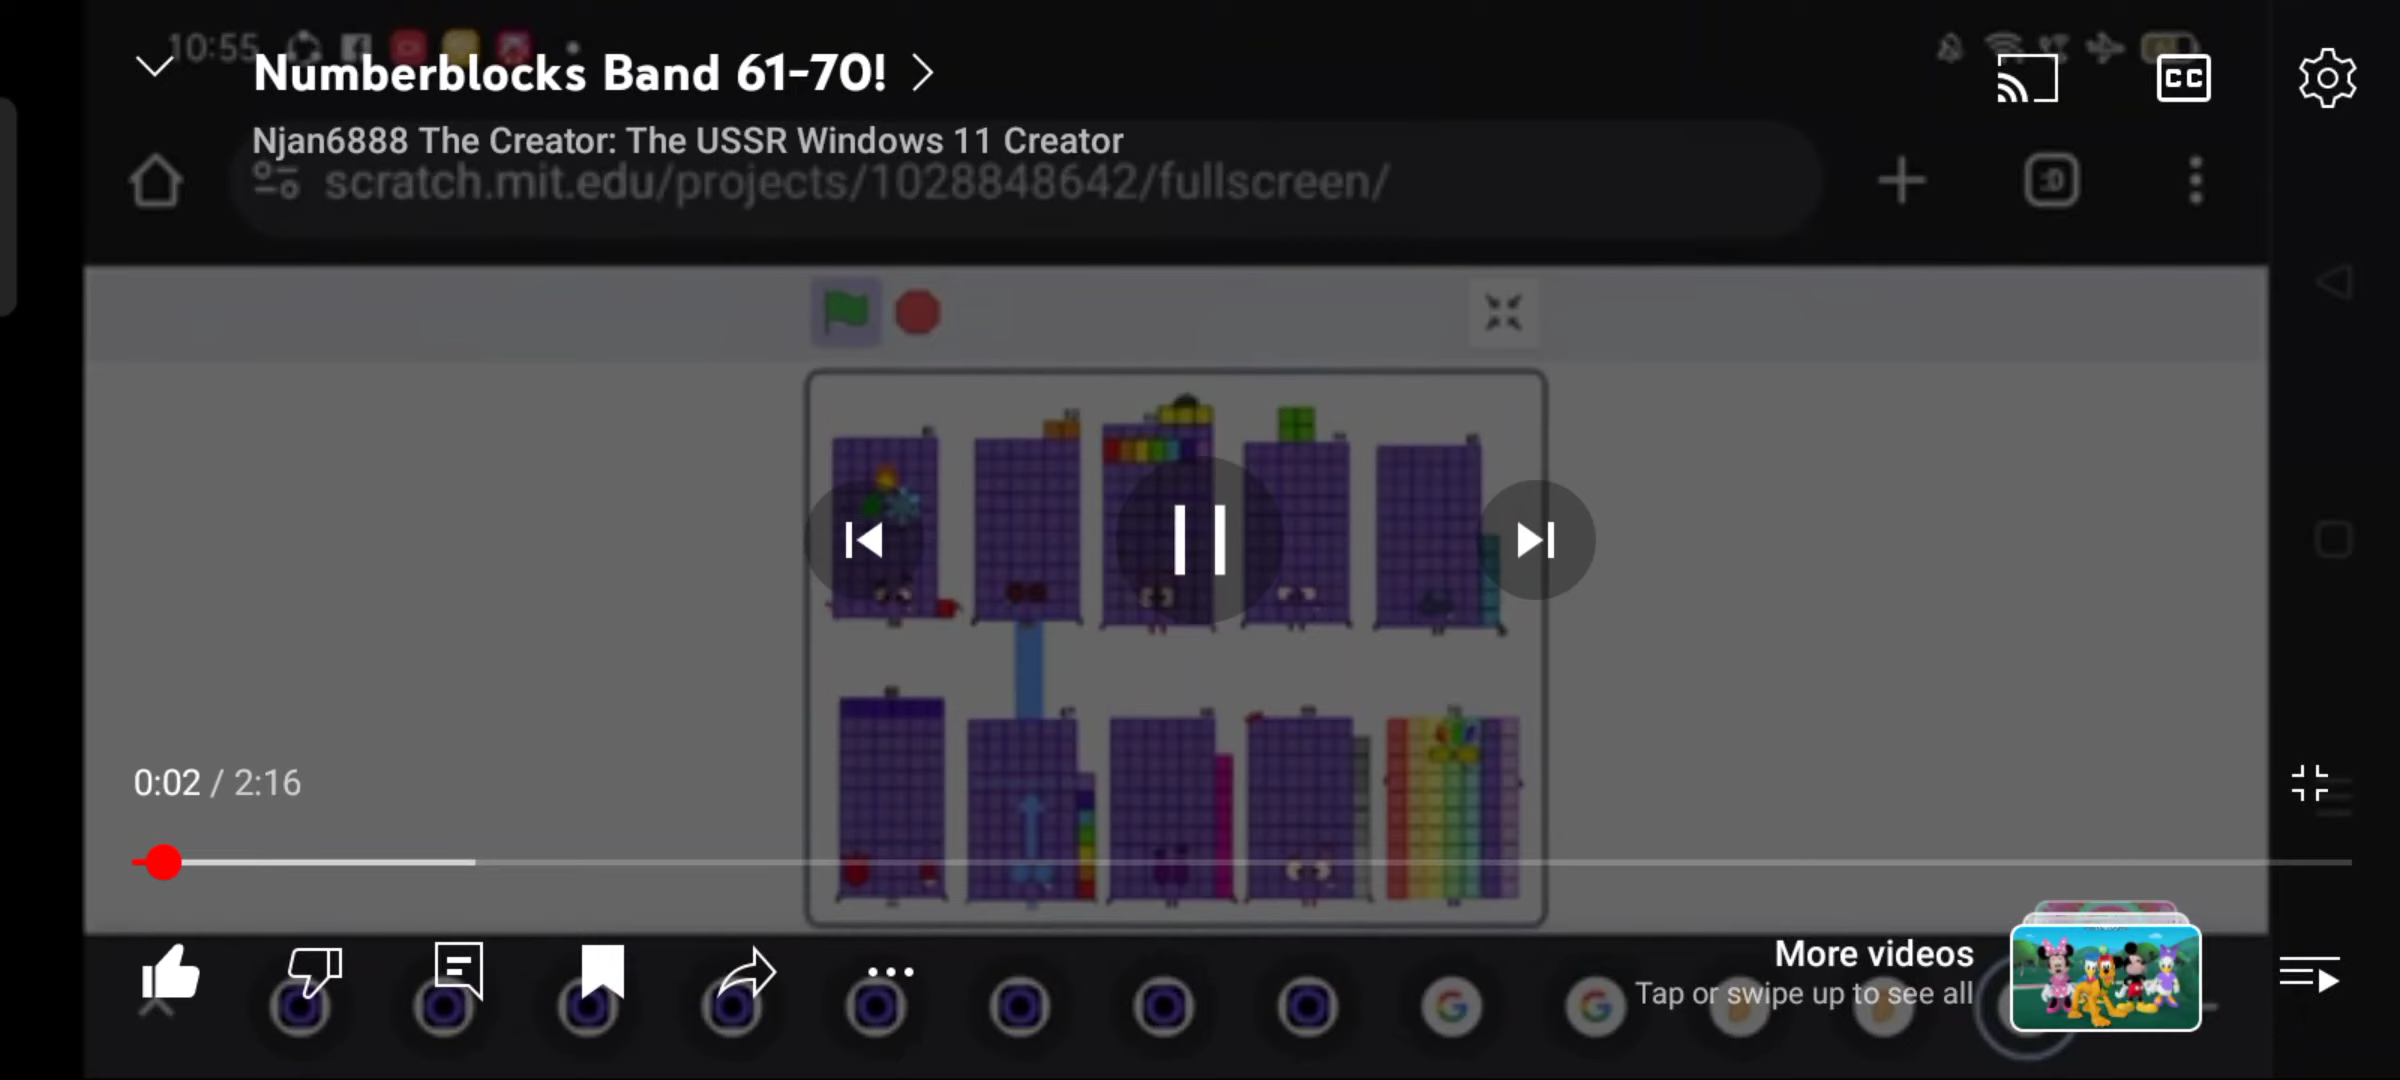 10:55
Numberblocks Band 61-70!
CC
Njan6888 The Creator: The USSR Windows 11 Creator
scratch.mit.edu/projects/1028848642/fullscreen/
:D
0:02 / 2:16
More videos
Tap or swipe up to see all